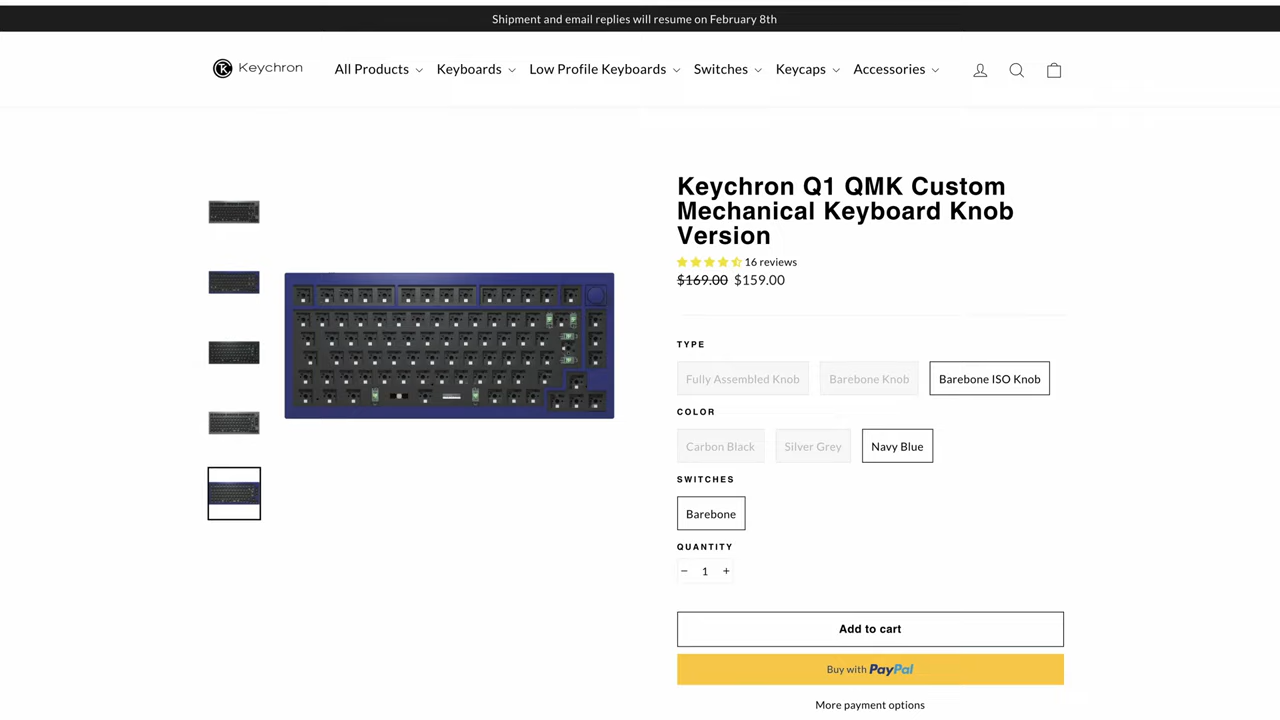 Shipment and email replies will resume on February 8th
Keychron
All Products
Keyboards
Low Profile Keyboards
Switches
Keycaps
Accessories
Keychron Q1 QMK Custom
Mechanical Keyboard Knob
Version
16 reviews
$169.00 $159.00
TYPE
Fully Assembled Knob
Barebone Knob
Barebone ISO Knob
COLOR
Carbon Black
Silver Grey
Navy Blue
SWITCHES
Barebone
QUANTITY
− 1 +
Add to cart
Buy with PayPal
More payment options